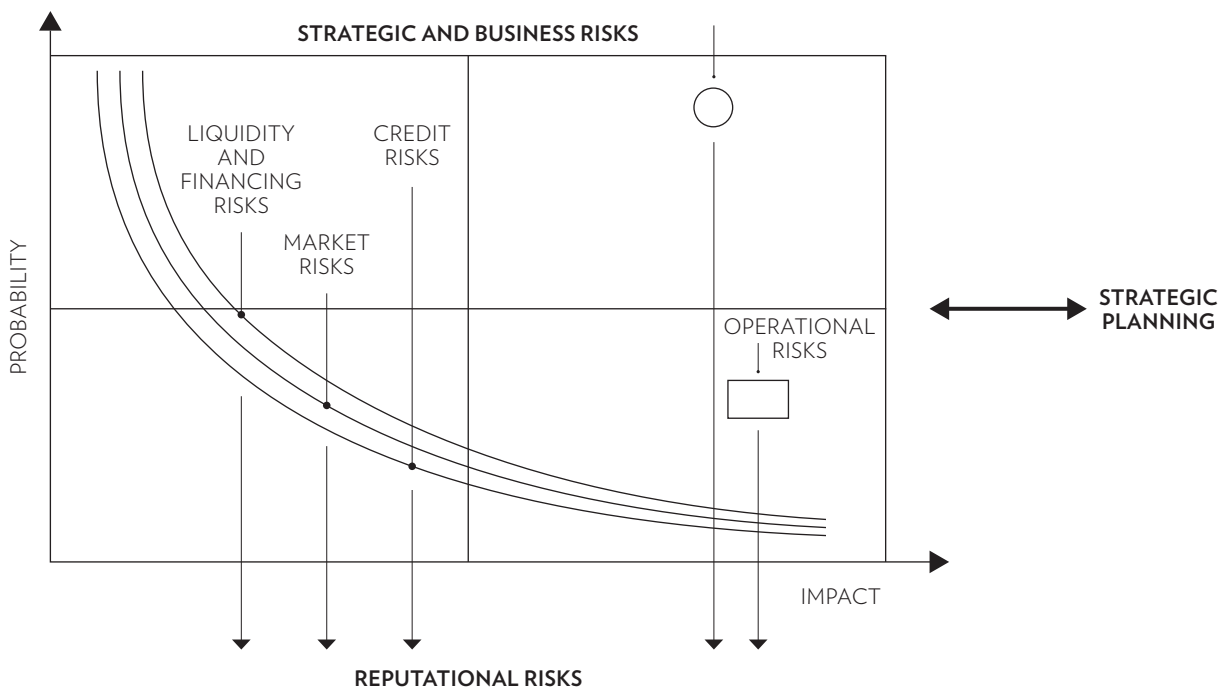 STRATEGIC AND BUSINESS RISKS
LIQUIDITY
AND
FINANCING
RISKS
CREDIT
RISKS
MARKET
RISKS
PROBABILITY
OPERATIONAL
RISKS
STRATEGIC
PLANNING
IMPACT
REPUTATIONAL RISKS